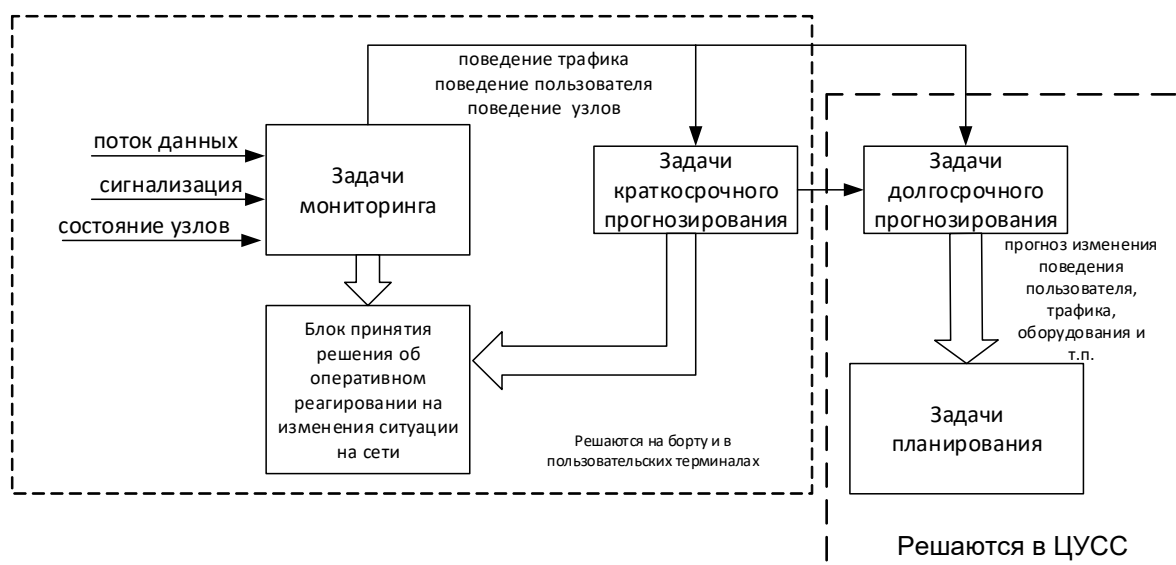 поведение трафика
поведение пользователя
поведение узлов
поток данных
сигнализация
состояние узлов
Задачи
мониторинга
Задачи
краткосрочного
прогнозирования
Задачи
долгосрочного
прогнозирования
прогноз изменения
поведения
пользователя,
трафика,
оборудования и
т.п.
Блок принятия
решения об
оперативном
реагировании на
изменения ситуации
на сети
Решаются на борту и в
пользовательских терминалах
Задачи
планирования
Решаются в ЦУСС